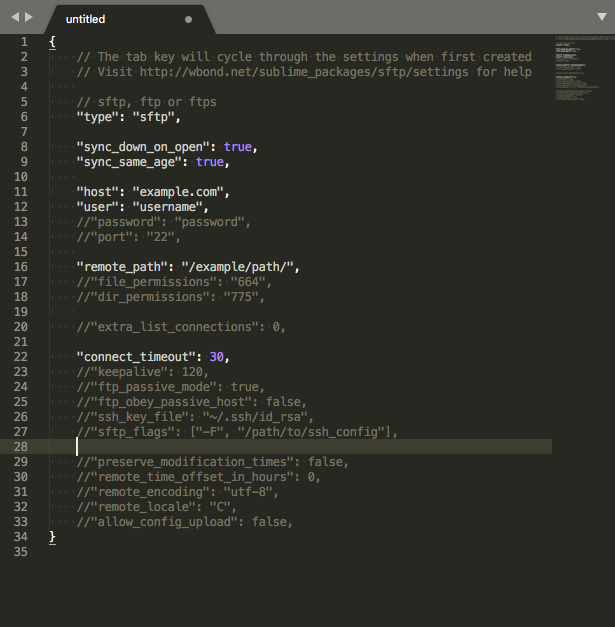 untitled
1 {
2 // The tab key will cycle through the settings when first created
3 // Visit http://wbond.net/sublime_packages/sftp/settings for help
4
5 // sftp, ftp or ftps
6 "type": "sftp",
7
8 "sync_down_on_open": true,
9 "sync_same_age": true,
10
11 "host": "example.com",
12 "user": "username",
13 //"password": "password",
14 //"port": "22",
15
16 "remote_path": "/example/path/",
17 //"file_permissions": "664",
18 //"dir_permissions": "775",
19
20 //"extra_list_connections": 0,
21
22 "connect_timeout": 30,
23 //"keepalive": 120,
24 //"ftp_passive_mode": true,
25 //"ftp_obey_passive_host": false,
26 //"ssh_key_file": "~/.ssh/id_rsa",
27 //"sftp_flags": ["-F", "/path/to/ssh_config"],
28
29 //"preserve_modification_times": false,
30 //"remote_time_offset_in_hours": 0,
31 //"remote_encoding": "utf-8",
32 //"remote_locale": "C",
33 //"allow_config_upload": false,
34 }
35